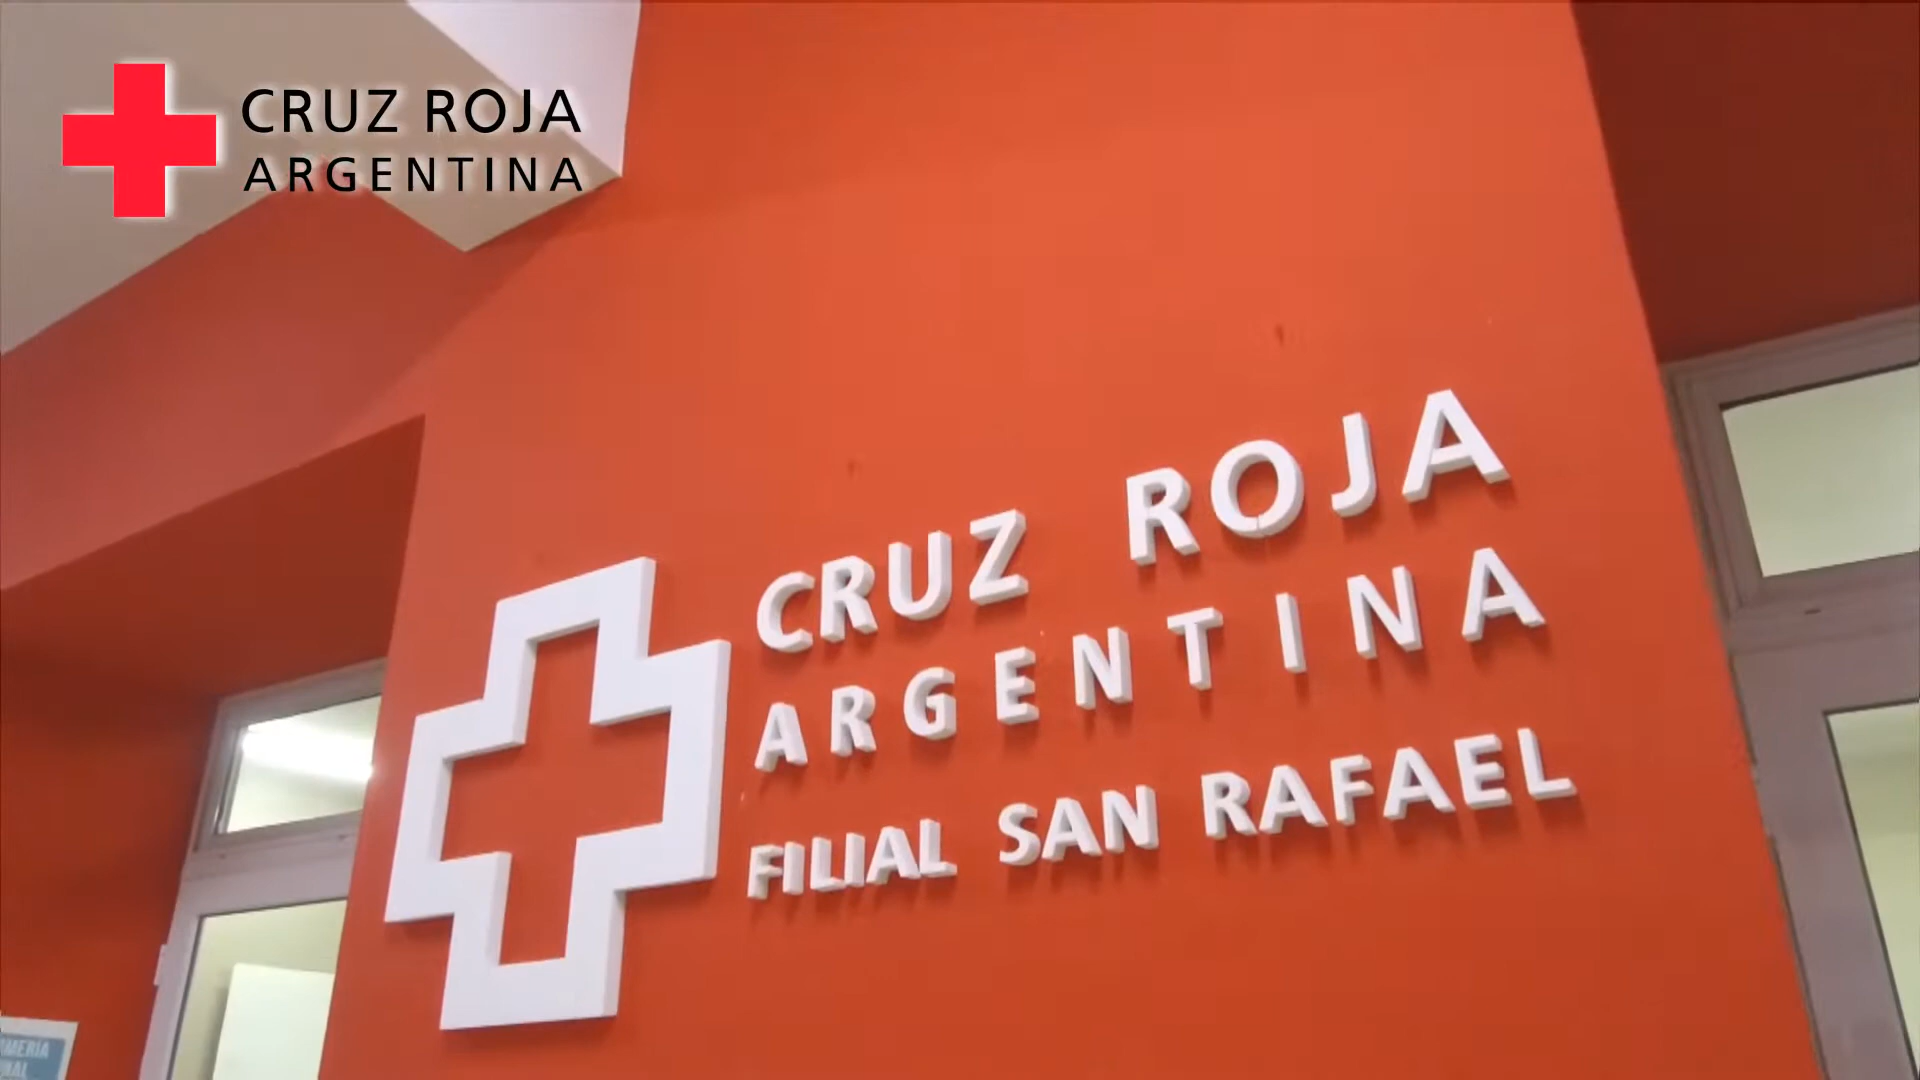 CRUZ ROJA
ARGENTINA
CRUZ ROJA
ARGENTINA
FILIAL SAN RAFAEL